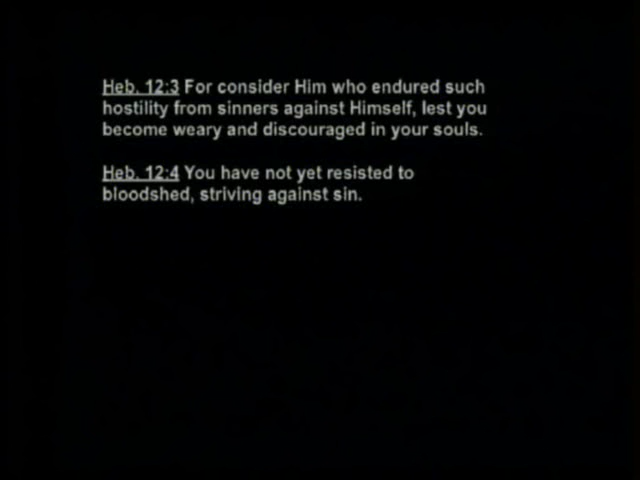 Heb. 12:3 For consider Him who endured such
hostility from sinners against Himself, lest you
become weary and discouraged in your souls.
Heb. 12:4 You have not yet resisted to
bloodshed, striving against sin.